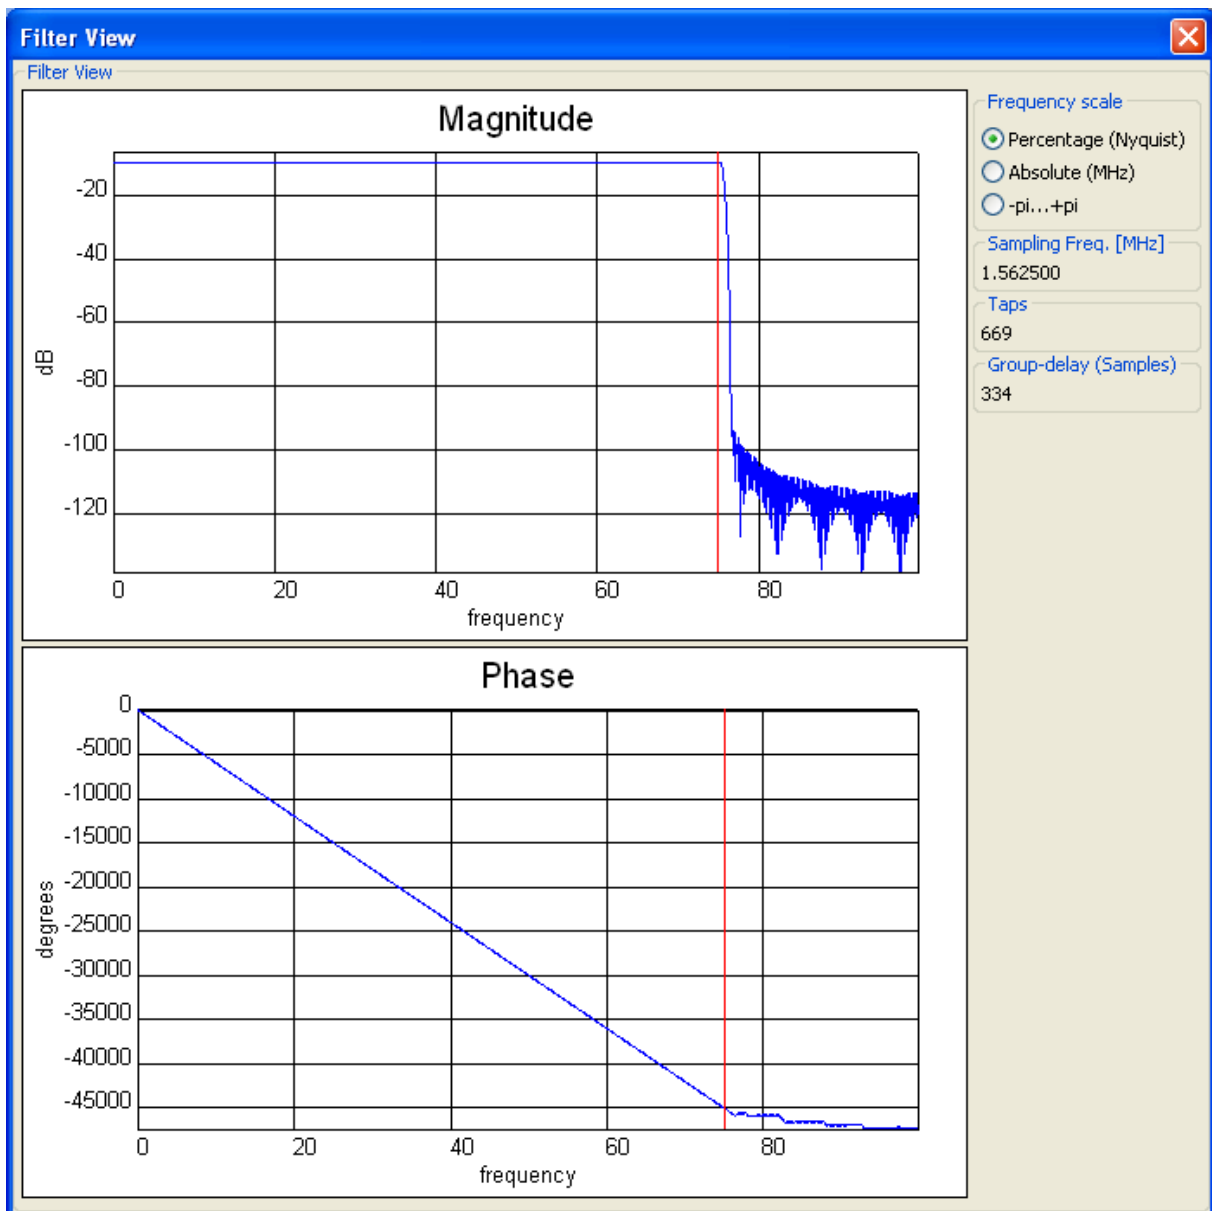 Filter View
Filter View
Magnitude
-20
-40
-60
-80
-100
-120
dB
0 20 40 60 80
frequency
Phase
0
-5000
-10000
-15000
-20000
-25000
-30000
-35000
-40000
-45000
degrees
0 20 40 60 80
frequency
Frequency scale
Percentage (Nyquist)
Absolute (MHz)
-pi...+pi
Sampling Freq. [MHz]
1.562500
Taps
669
Group-delay (Samples)
334